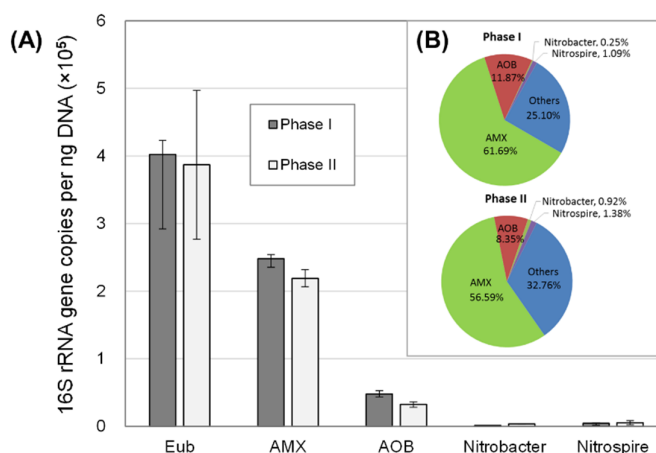 (A)
16S rRNA gene copies per ng DNA (×10⁵)
6
5
4
3
2
1
0
Eub
AMX
AOB
Nitrobacter
Nitrospire
Phase I
Phase II
(B)
Phase I
Nitrobacter, 0.25%
Nitrospire, 1.09%
AOB
11.87%
Others
25.10%
AMX
61.69%
Phase II
Nitrobacter, 0.92%
Nitrospire, 1.38%
AOB
8.35%
Others
32.76%
AMX
56.59%